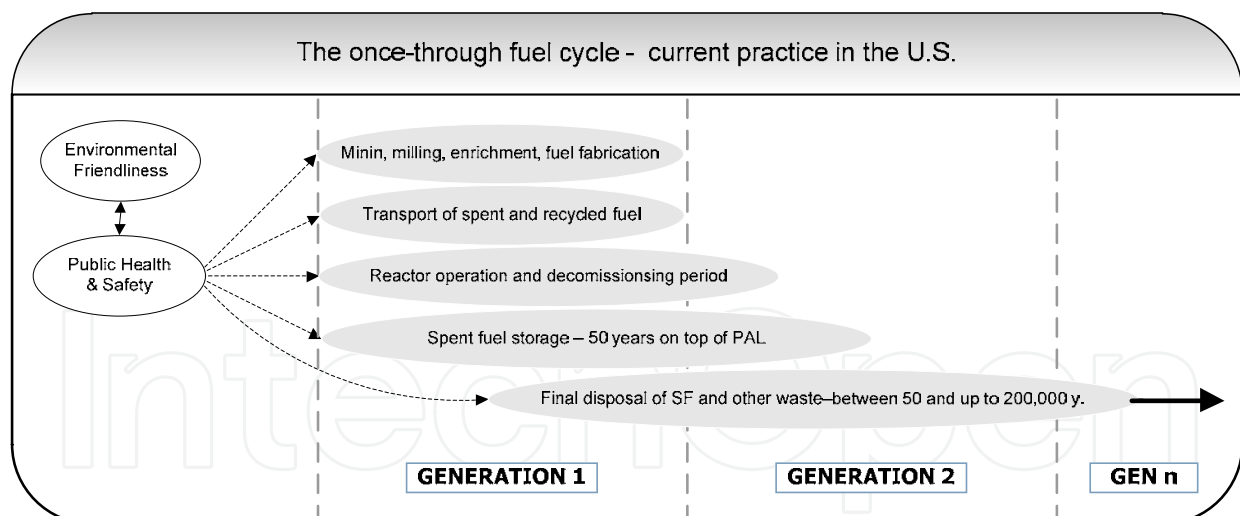 The once-through fuel cycle - current practice in the U.S.
Environmental
Friendliness
Public Health
& Safety
Minin, milling, enrichment, fuel fabrication
Transport of spent and recycled fuel
Reactor operation and decomissionsing period
Spent fuel storage – 50 years on top of PAL
Final disposal of SF and other waste–between 50 and up to 200,000 y.
GENERATION 1
GENERATION 2
GEN n
IntechOpen